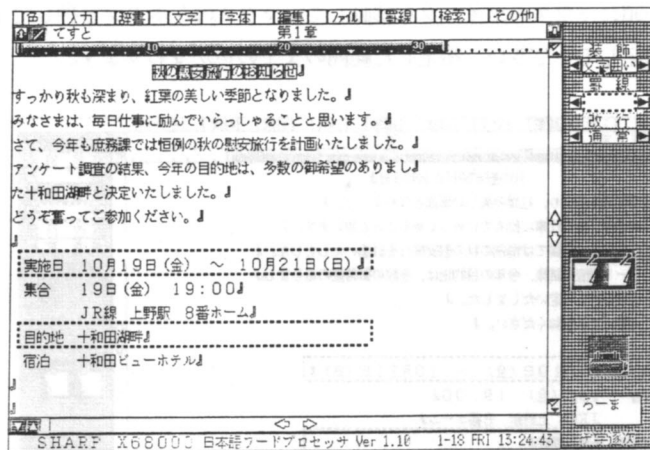 [色] [入力] [辞書] [文字] [字体] [編集] [ファイル] [罫線] [検索] [その他]
てすと 第1章
10 20 30
秋の慰安旅行のお知らせ
すっかり秋も深まり、紅葉の美しい季節となりました。
みなさまは、毎日仕事に励んでいらっしゃることと思います。
さて、今年も庶務課では恒例の秋の慰安旅行を計画いたしました。
アンケート調査の結果、今年の目的地は、多数の御希望のありまし
た十和田湖畔と決定いたしました。
どうぞ奮ってご参加ください。
実施日 10月19日(金) ~ 10月21日(日)
集合 19日(金) 19:00
JR線 上野駅 8番ホーム
目的地 十和田湖畔
宿泊 十和田ビューホテル
装飾
文字囲い
罫線
改行
通常
ろーま
SHARP X68000 日本語ワードプロセッサ Ver 1.10 1-18 FRI 13:24:43